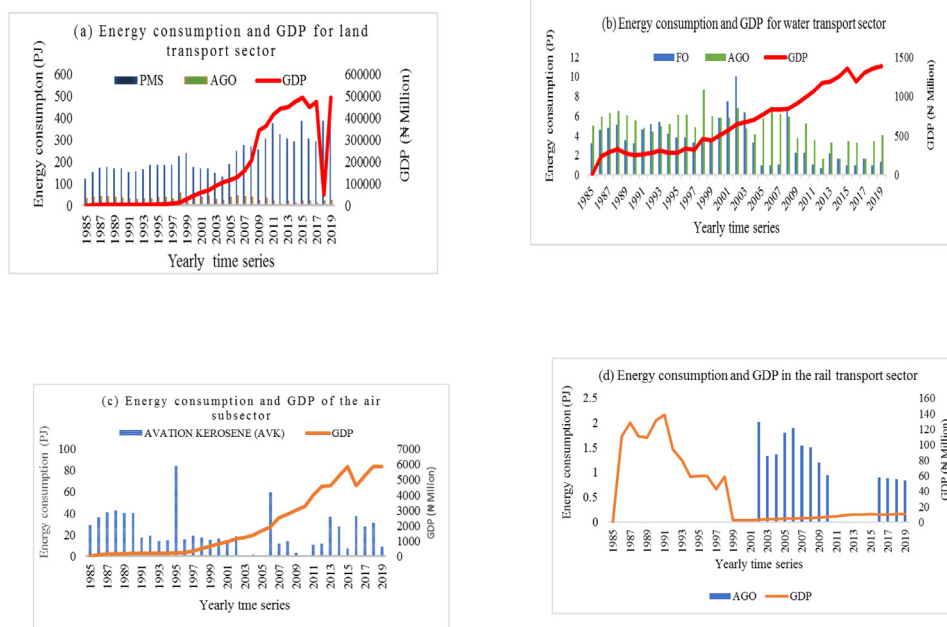 (a) Energy consumption and GDP for land
transport sector
PMS AGO GDP
Energy consumption (PJ)
600
500
400
300
200
100
0
600000
500000
400000
300000
200000
100000
0
GDP (₦ Million)
1985 1987 1989 1991 1993 1995 1997 1999 2001 2003 2005 2007 2009 2011 2013 2015 2017 2019
Yearly time series
(b) Energy consumption and GDP for water transport sector
FO AGO GDP
Energy consumption (PJ)
12
10
8
6
4
2
0
1500
1000
500
0
GDP (₦ Million)
1985 1987 1989 1991 1993 1995 1997 1999 2001 2003 2005 2007 2009 2011 2013 2015 2017 2019
Yearly time series
(c) Energy consumption and GDP of the air
subsector
AVATION KEROSENE (AVK) GDP
Energy consumption (PJ)
100
80
60
40
20
0
7000
6000
5000
4000
3000
2000
1000
0
GDP (₦ Million)
1985 1987 1989 1991 1993 1995 1997 1999 2001 2003 2005 2007 2009 2011 2013 2015 2017 2019
Yearly tme series
(d) Energy consumption and GDP in the rail transport sector
Energy consumption (PJ)
2.5
2
1.5
1
0.5
0
160
140
120
100
80
60
40
20
0
GDP (₦ Million)
1985 1987 1989 1991 1993 1995 1997 1999 2001 2003 2005 2007 2009 2011 2013 2015 2017 2019
Yearly time series
AGO GDP